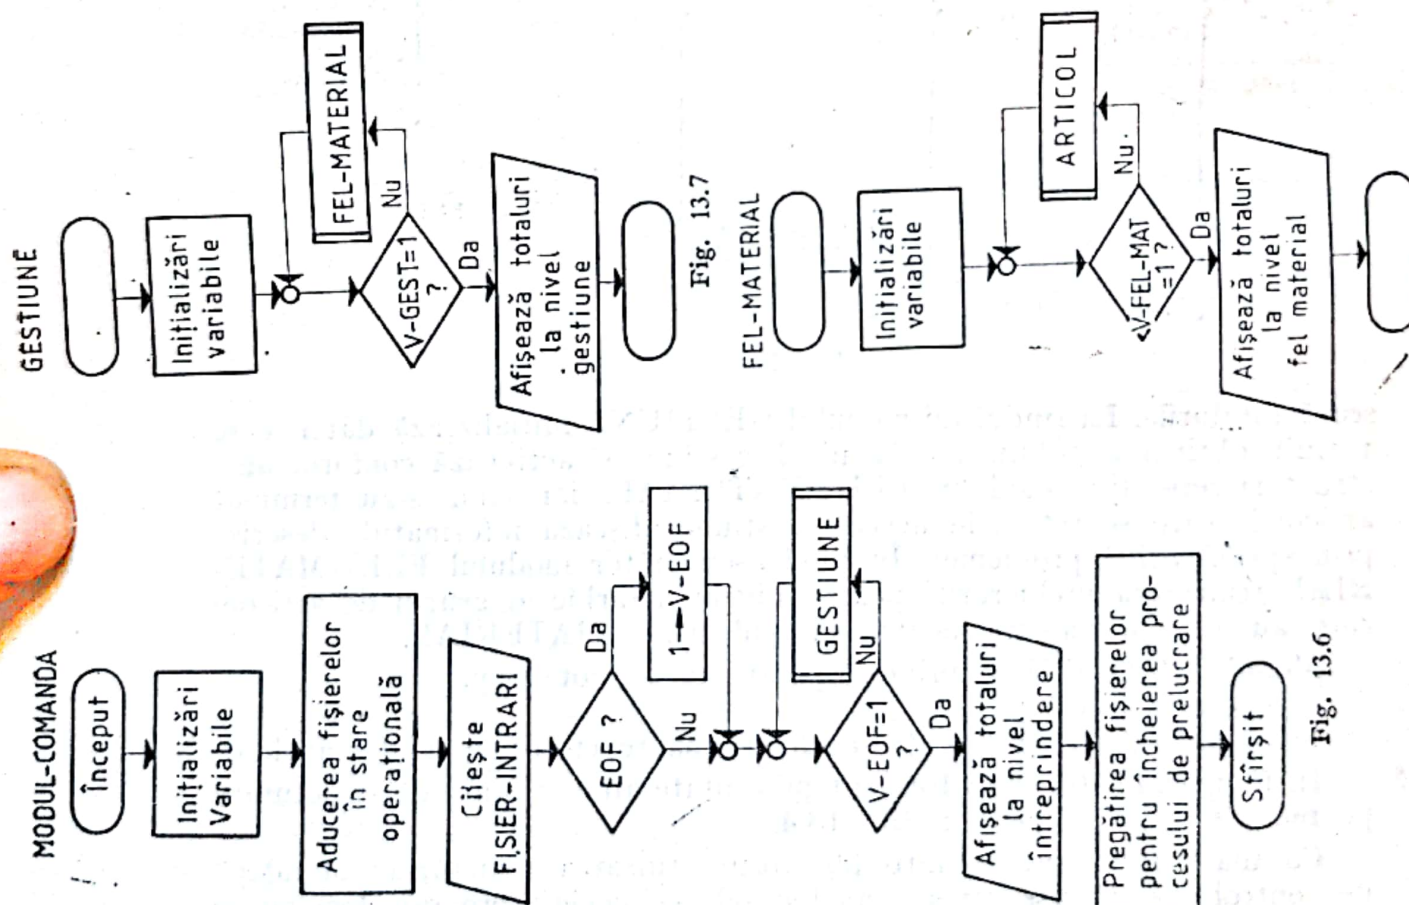 MODUL-COMANDA
Început
Inițializări
Variabile
Aducerea fișierelor
în stare
operațională
Citește
FIȘIER-INTRARI
EOF ?
Da
1→V-EOF
Nu
GESTIUNE
V-EOF=1
?
Nu
Da
Afișează totaluri
la nivel
întreprindere
Pregătirea fișierelor
pentru încheierea pro-
cesului de prelucrare
Sfîrșit
Fig. 13.6
GESTIUNE
Inițializări
variabile
FEL-MATERIAL
V-GEST=1
?
Nu
Da
Afișează totaluri
la nivel
gestiune
Fig. 13.7
FEL-MATERIAL
Inițializări
variabile
ARTICOL
V-FEL-MAT
=1 ?
Nu
Da
Afișează totaluri
la nivel
fel material